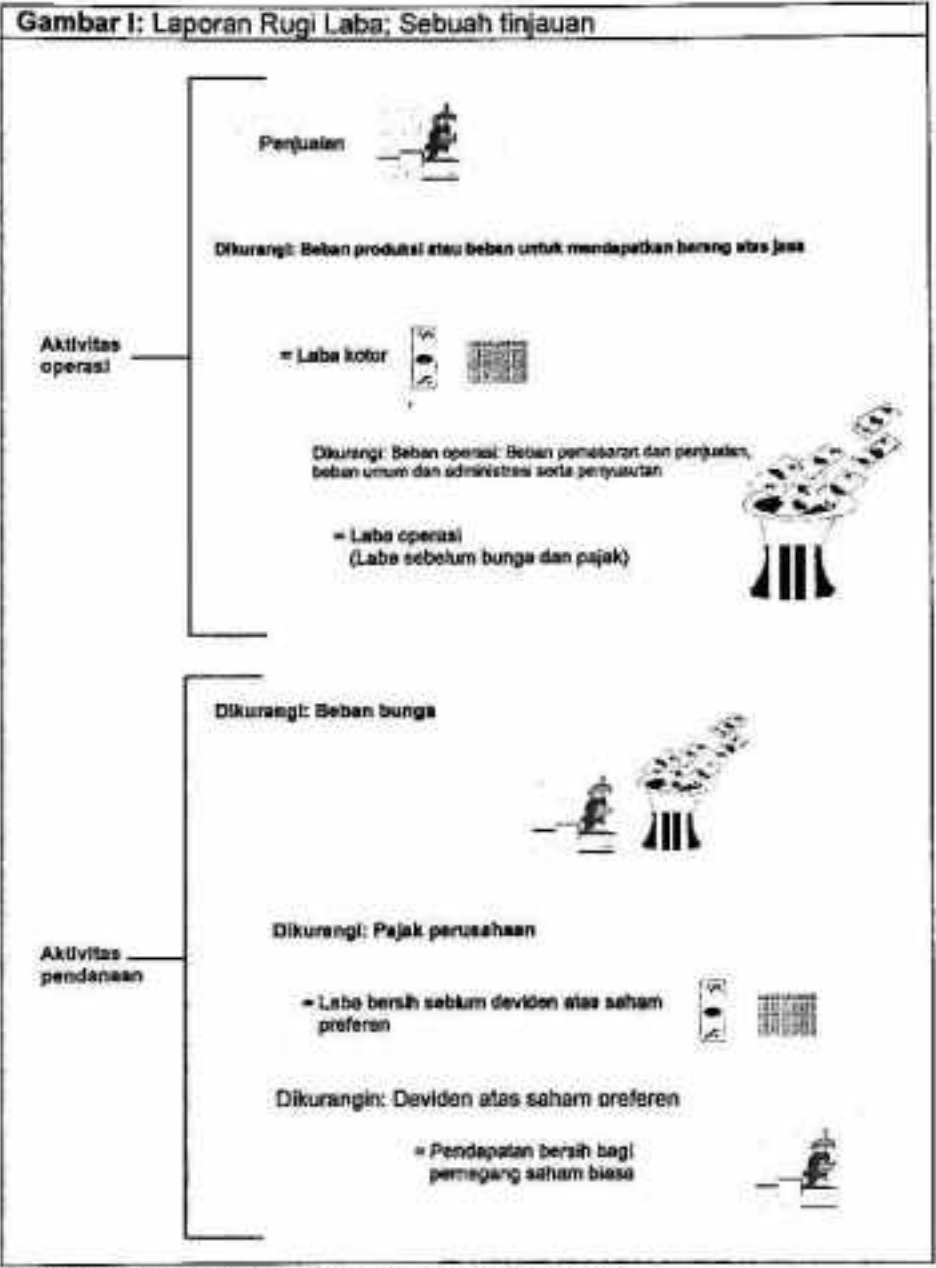 Gambar I: Laporan Rugi Laba; Sebuah tinjauan
Penjualan
Dikurangi: Beban produksi atau beban untuk mendapatkan barang atas jasa
Aktivitas
operasi
= Laba kotor
Dikurangi: Beban operasi: Beban pemasaran dan penjualan,
beban umum dan administrasi serta penyusutan
= Laba operasi
(Laba sebelum bunga dan pajak)
Dikurangi: Beban bunga
Dikurangi: Pajak perusahaan
Aktivitas
pendanaan
= Laba bersih seblum deviden atas saham
preferen
Dikurangin: Deviden atas saham preferen
= Pendapatan bersih bagi
pemegang saham biasa